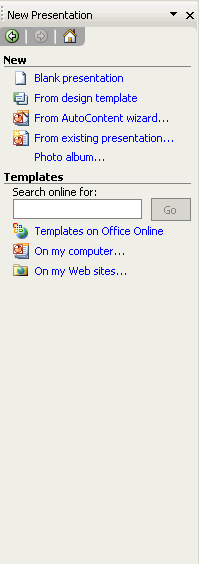 New Presentation
New
Blank presentation
From design template
From AutoContent wizard...
From existing presentation...
Photo album...
Templates
Search online for:
Go
Templates on Office Online
On my computer...
On my Web sites...